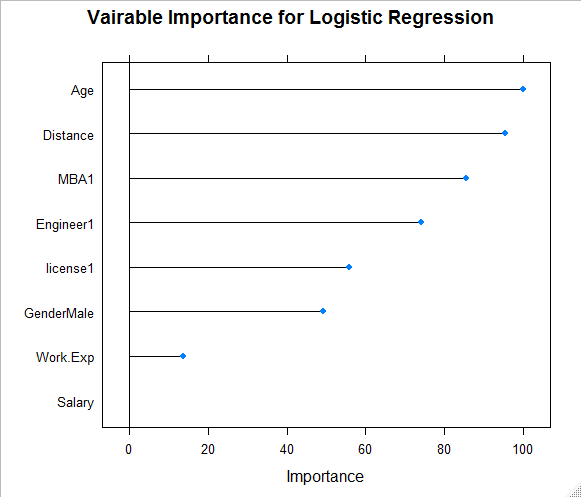 Vairable Importance for Logistic Regression
Age
Distance
MBA1
Engineer1
license1
GenderMale
Work.Exp
Salary
0 20 40 60 80 100
Importance